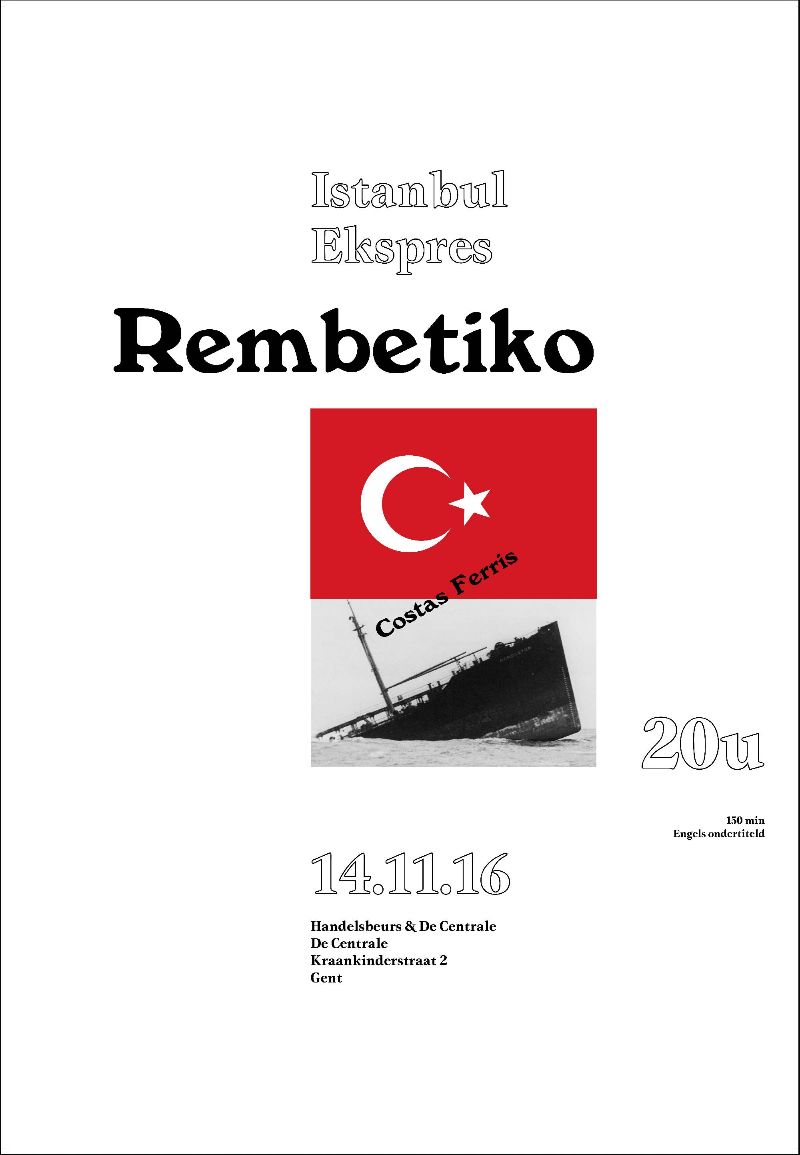 Istanbul
Ekspres
Rembetiko
Costas Ferris
20u
150 min
Engels ondertiteld
14.11.16
Handelsbeurs & De Centrale
De Centrale
Kraankinderstraat 2
Gent